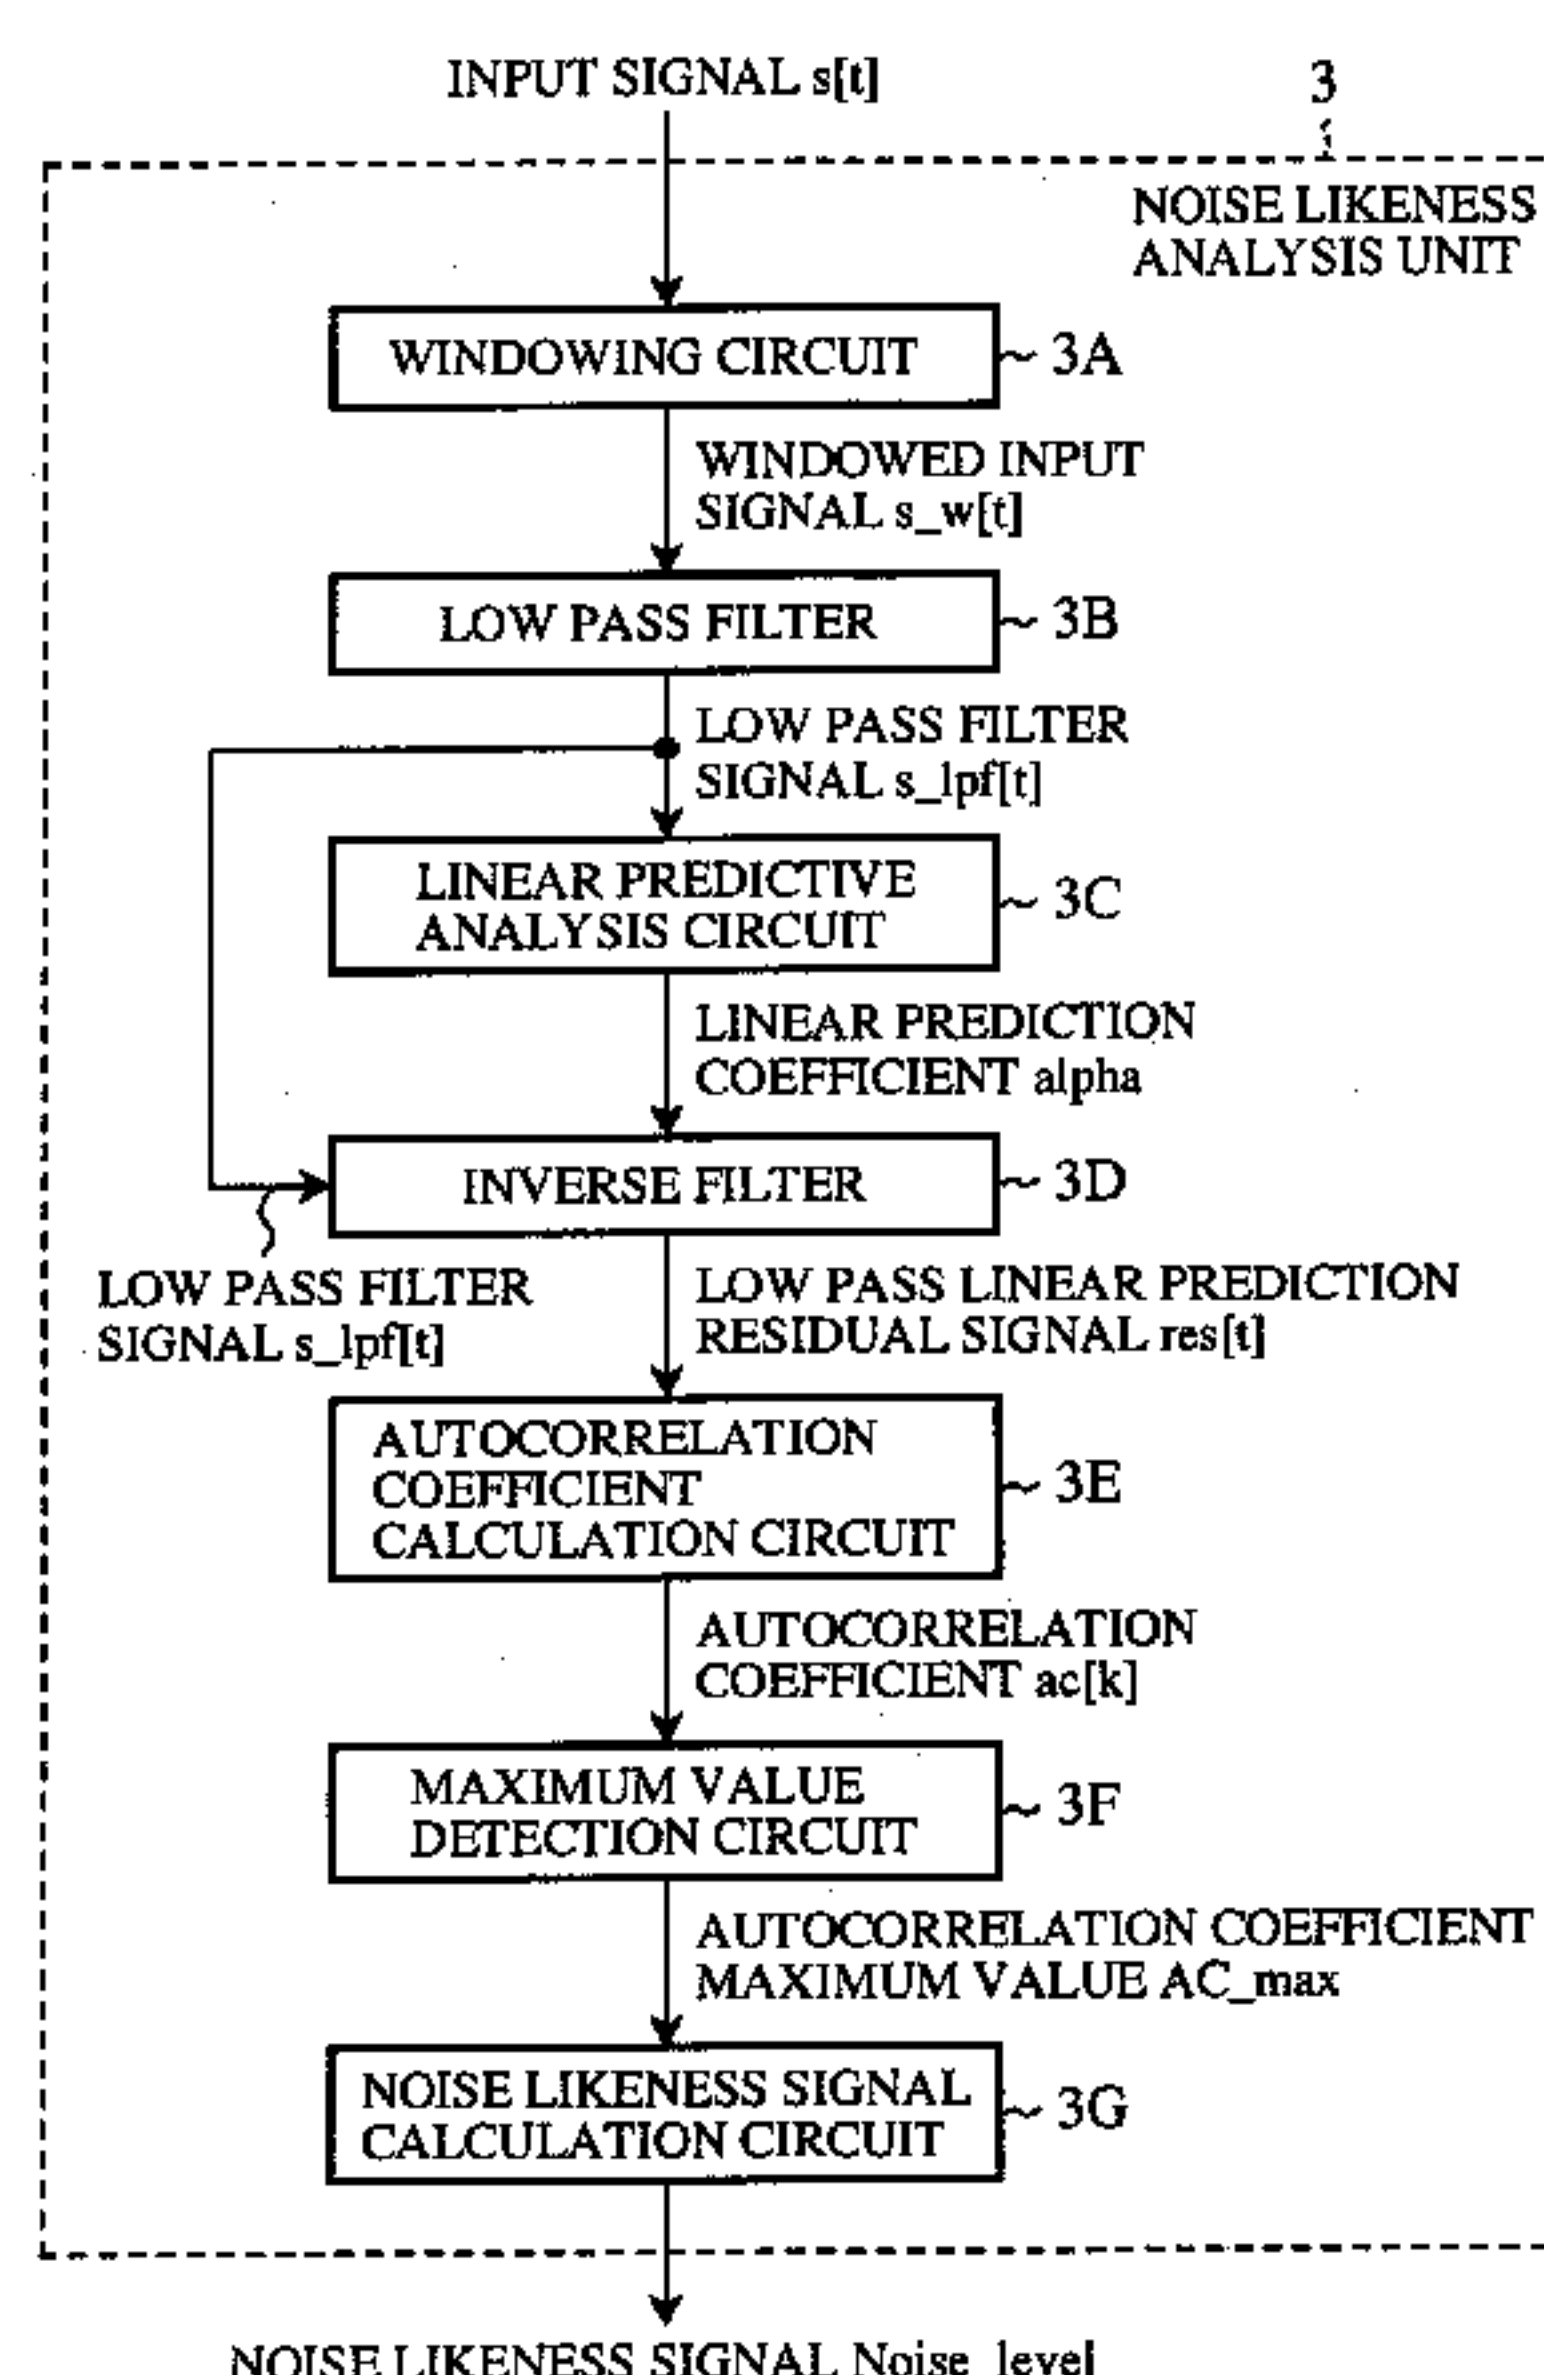 INPUT SIGNAL s[t]
3
NOISE LIKENESS
ANALYSIS UNIT
WINDOWING CIRCUIT
3A
WINDOWED INPUT
SIGNAL s_w[t]
LOW PASS FILTER
3B
LOW PASS FILTER
SIGNAL s_lpf[t]
LINEAR PREDICTIVE
ANALYSIS CIRCUIT
3C
LINEAR PREDICTION
COEFFICIENT alpha
INVERSE FILTER
3D
LOW PASS FILTER
SIGNAL s_lpf[t]
LOW PASS LINEAR PREDICTION
RESIDUAL SIGNAL res[t]
AUTOCORRELATION
COEFFICIENT
CALCULATION CIRCUIT
3E
AUTOCORRELATION
COEFFICIENT ac[k]
MAXIMUM VALUE
DETECTION CIRCUIT
3F
AUTOCORRELATION COEFFICIENT
MAXIMUM VALUE AC_max
NOISE LIKENESS SIGNAL
CALCULATION CIRCUIT
3G
NOISE LIKENESS SIGNAL Noise_level